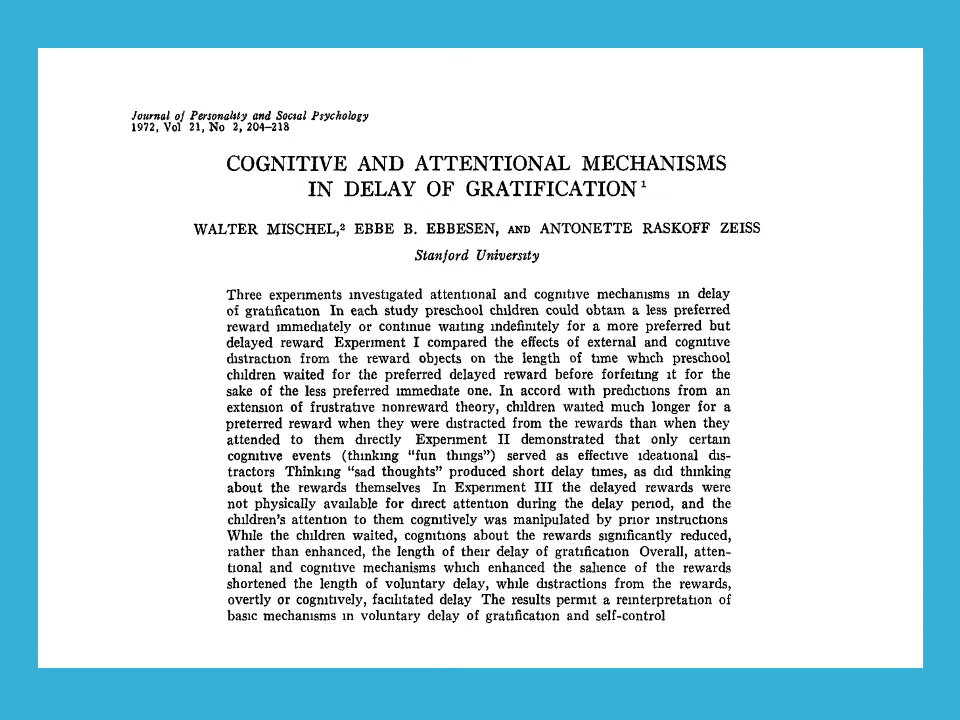 Journal of Personality and Social Psychology
1972, Vol 21, No 2, 204–218
COGNITIVE AND ATTENTIONAL MECHANISMS
IN DELAY OF GRATIFICATION ¹
WALTER MISCHEL,² EBBE B. EBBESEN, AND ANTONETTE RASKOFF ZEISS
Stanford University
Three experiments investigated attentional and cognitive mechanisms in delay
of gratification In each study preschool children could obtain a less preferred
reward immediately or continue waiting indefinitely for a more preferred but
delayed reward Experiment I compared the effects of external and cognitive
distraction from the reward objects on the length of time which preschool
children waited for the preferred delayed reward before forfeiting it for the
sake of the less preferred immediate one. In accord with predictions from an
extension of frustrative nonreward theory, children waited much longer for a
preferred reward when they were distracted from the rewards than when they
attended to them directly Experiment II demonstrated that only certain
cognitive events (thinking “fun things”) served as effective ideational dis-
tractors Thinking “sad thoughts” produced short delay times, as did thinking
about the rewards themselves In Experiment III the delayed rewards were
not physically available for direct attention during the delay period, and the
children’s attention to them cognitively was manipulated by prior instructions
While the children waited, cognitions about the rewards significantly reduced,
rather than enhanced, the length of their delay of gratification Overall, atten-
tional and cognitive mechanisms which enhanced the salience of the rewards
shortened the length of voluntary delay, while distractions from the rewards,
overtly or cognitively, facilitated delay The results permit a reinterpretation of
basic mechanisms in voluntary delay of gratification and self-control